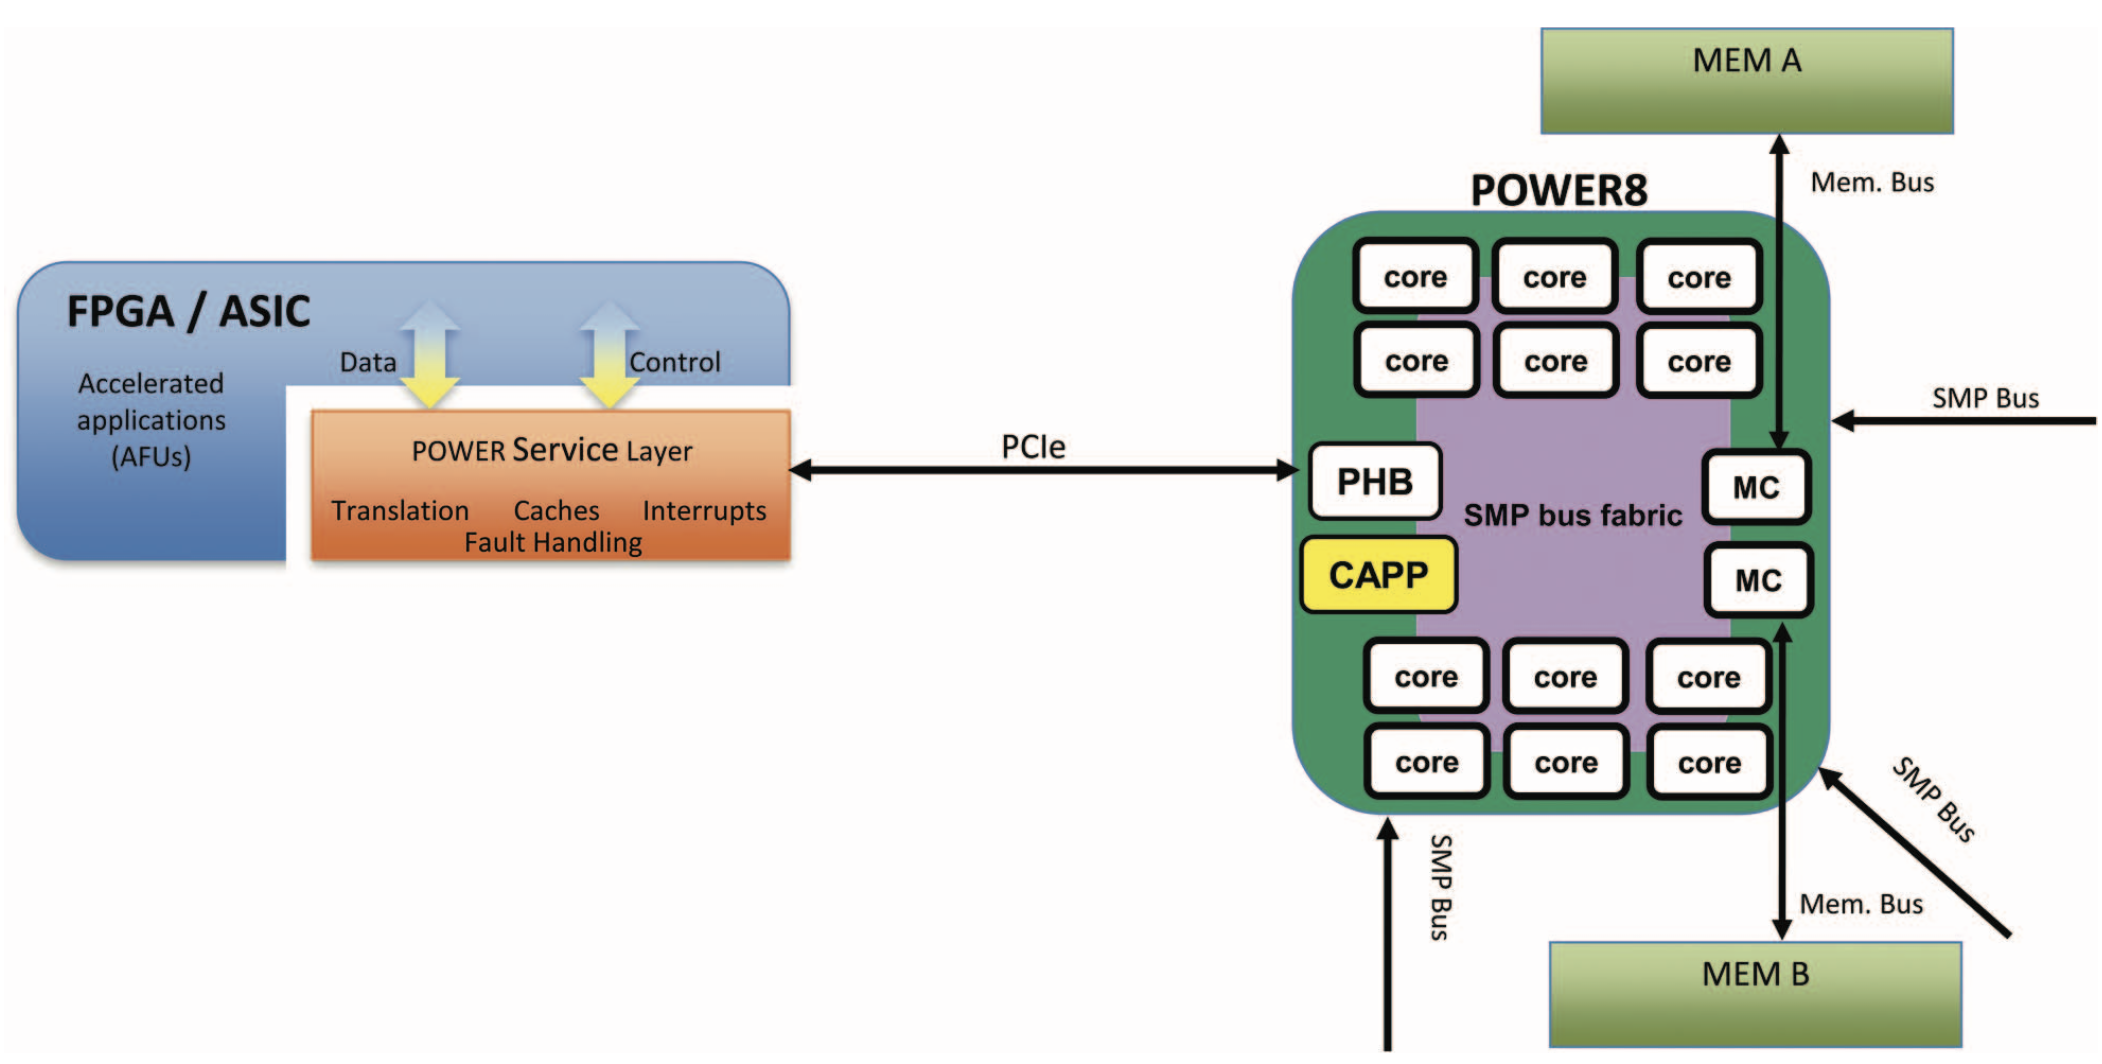 MEM A
Mem. Bus
POWER8
FPGA / ASIC
Accelerated
applications
(AFUs)
Data
Control
POWER Service Layer
Translation Caches Interrupts
Fault Handling
PCIe
core core core
core core core
PHB
CAPP
SMP bus fabric
MC
MC
core core core
core core core
SMP Bus
SMP Bus
SMP Bus
Mem. Bus
MEM B